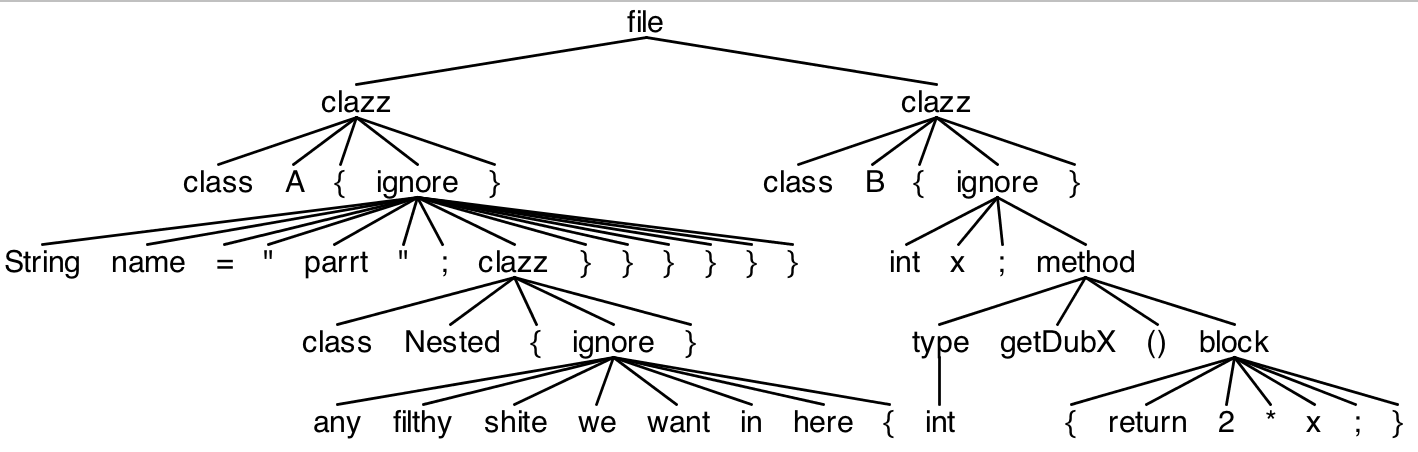 file
clazz clazz
class A { ignore } class B { ignore }
String name = " parrt " ; clazz } } } } } } int x ; method
class Nested { ignore } type getDubX () block
any filthy shite we want in here { int { return 2 * x ; }